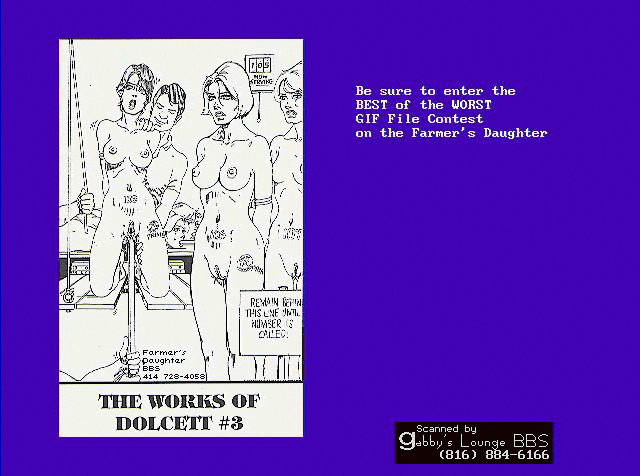 105
NOW
SERVING
Be sure to enter the
BEST of the WORST
GIF File Contest
on the Farmer's Daughter
REMAIN BEHIN
THIS LINE UNTIL
NUMBER IS
CALLED!
Farmer's
Daughter
BBS
414 728-4058
THE WORKS OF
DOLCETT #3
Scanned by
Gabby's Lounge BBS
(816) 884-6166